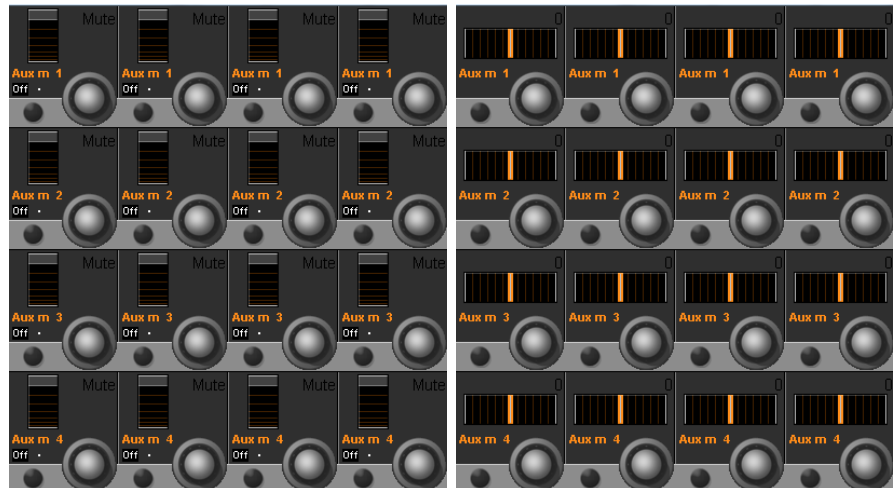 Mute Mute Mute Mute 0 0 0 0
Aux m 1 Aux m 1 Aux m 1 Aux m 1 Aux m 1 Aux m 1 Aux m 1 Aux m 1
Off Off Off Off
Mute Mute Mute Mute 0 0 0 0
Aux m 2 Aux m 2 Aux m 2 Aux m 2 Aux m 2 Aux m 2 Aux m 2 Aux m 2
Off Off Off Off
Mute Mute Mute Mute 0 0 0 0
Aux m 3 Aux m 3 Aux m 3 Aux m 3 Aux m 3 Aux m 3 Aux m 3 Aux m 3
Off Off Off Off
Mute Mute Mute Mute 0 0 0 0
Aux m 4 Aux m 4 Aux m 4 Aux m 4 Aux m 4 Aux m 4 Aux m 4 Aux m 4
Off Off Off Off